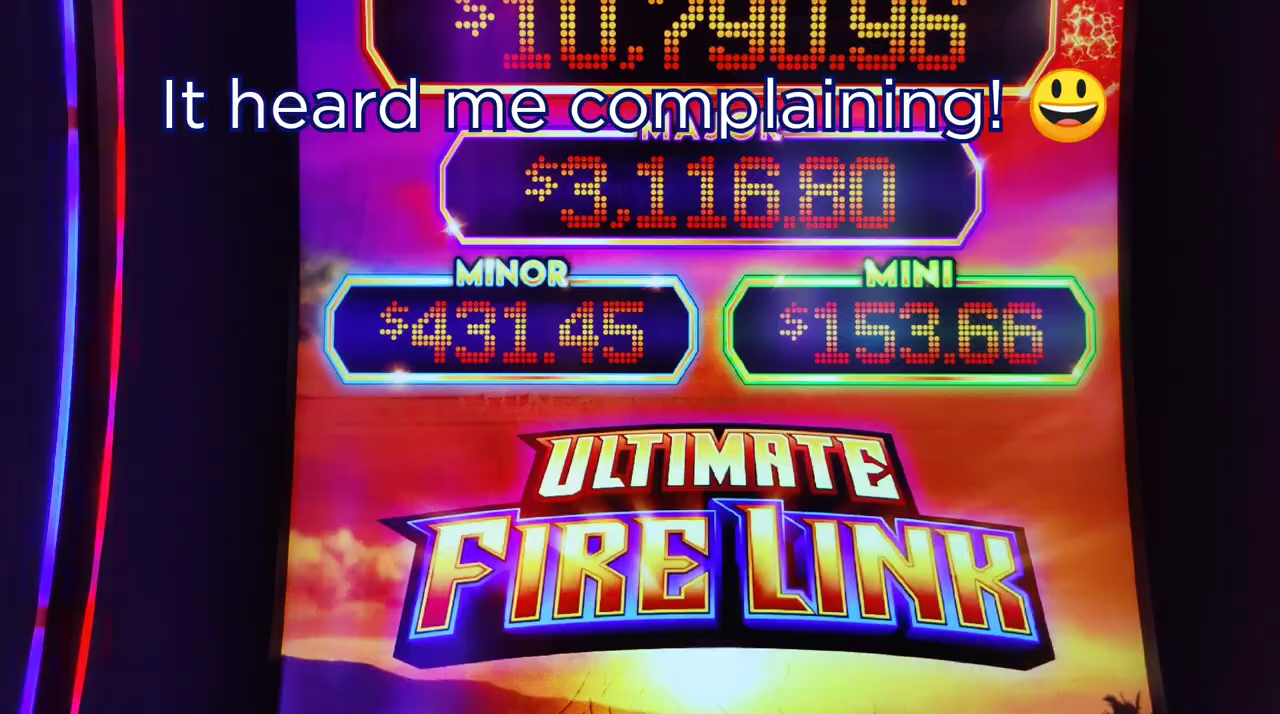 $10,790.96
It heard me complaining! 😃
MAJOR
$3,116.80
MINOR
MINI
$431.45
$153.66
ULTIMATE
FIRE LINK